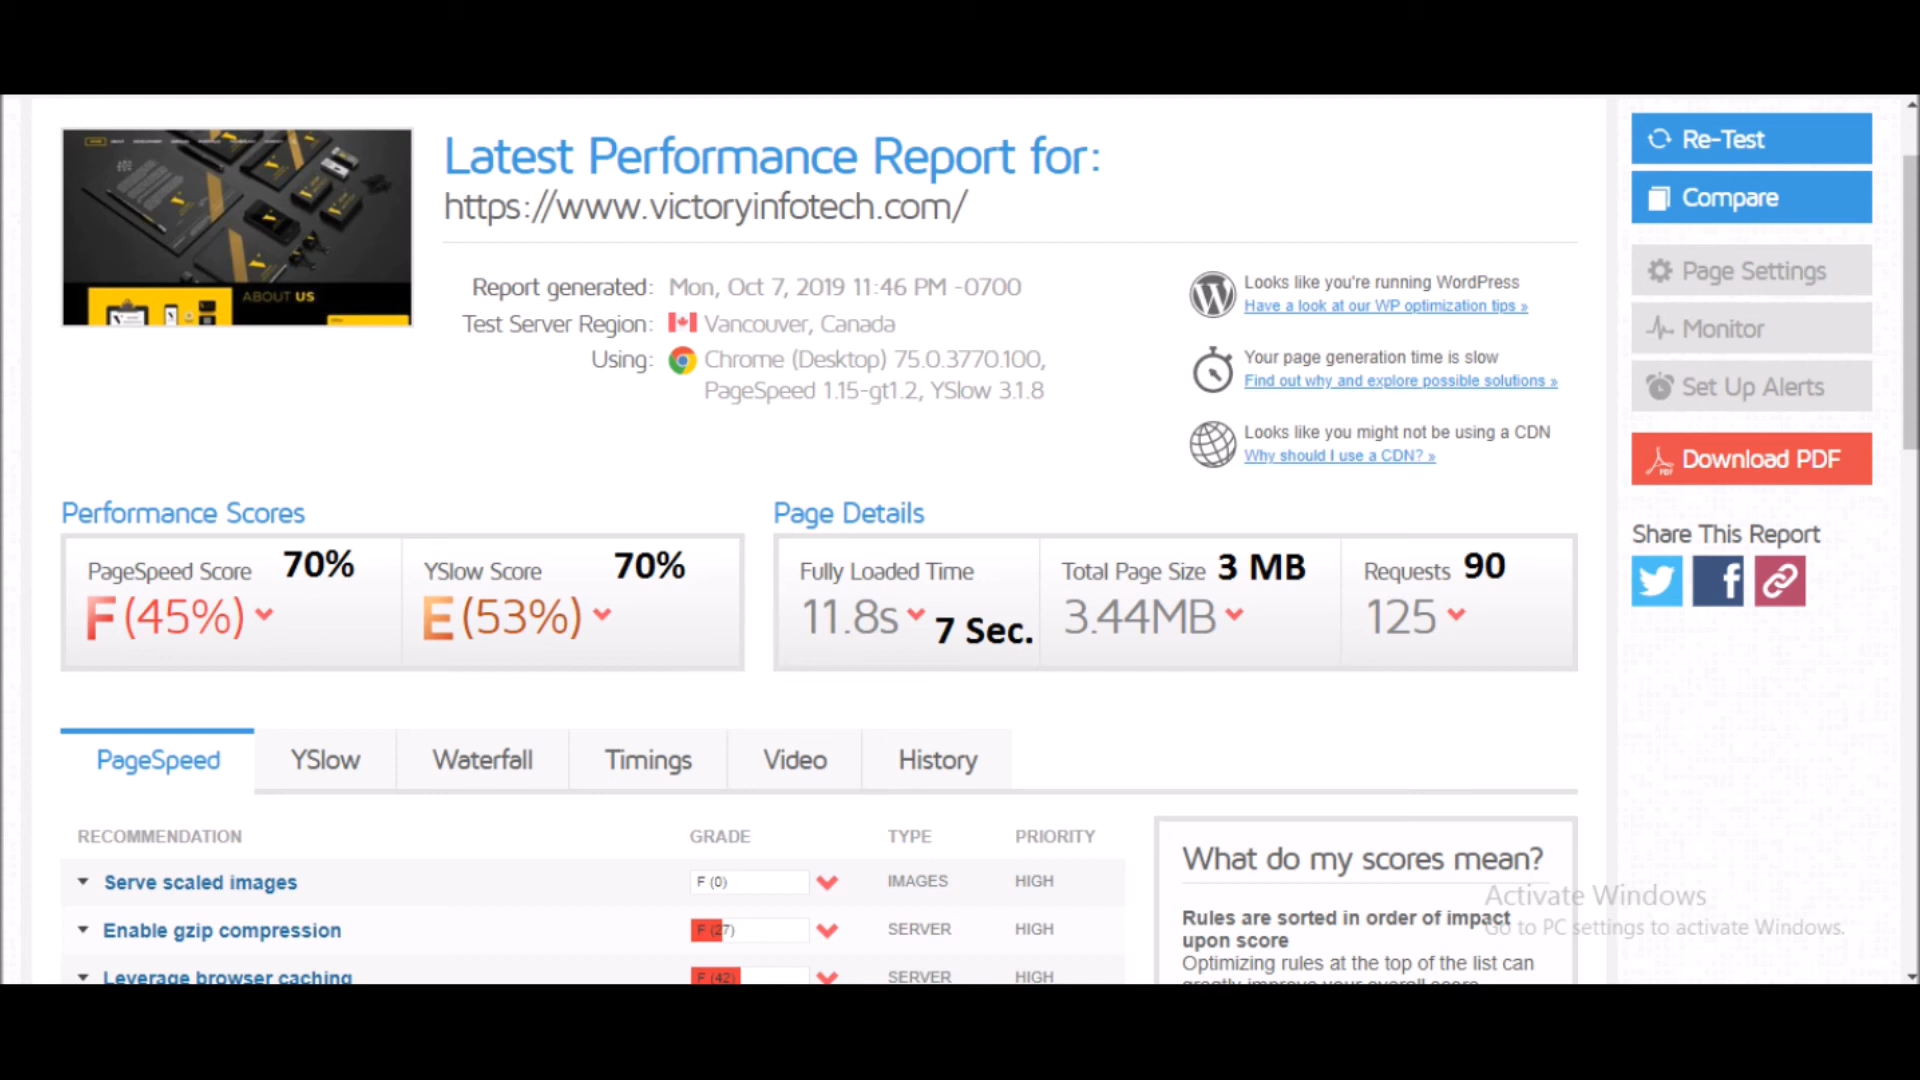 Latest Performance Report for:
https://www.victoryinfotech.com/
Report generated: Mon, Oct 7, 2019 11:46 PM -0700
Test Server Region: Vancouver, Canada
Using: Chrome (Desktop) 75.0.3770.100,
PageSpeed 1.15-gt1.2, YSlow 3.1.8
Looks like you're running WordPress
Have a look at our WP optimization tips »
Your page generation time is slow
Find out why and explore possible solutions »
Looks like you might not be using a CDN
Why should I use a CDN? »
Re-Test
Compare
Page Settings
Monitor
Set Up Alerts
Download PDF
Share This Report
ABOUT US
Performance Scores
PageSpeed Score 70%
F (45%)
YSlow Score 70%
E (53%)
Page Details
Fully Loaded Time
11.8s 7 Sec.
Total Page Size 3 MB
3.44MB
Requests 90
125
PageSpeed YSlow Waterfall Timings Video History
RECOMMENDATION GRADE TYPE PRIORITY
Serve scaled images F (0) IMAGES HIGH
Enable gzip compression F (27) SERVER HIGH
Leverage browser caching F (42) SERVER HIGH
What do my scores mean?
Rules are sorted in order of impact
upon score
Optimizing rules at the top of the list can
greatly improve your overall score
Activate Windows
Go to PC settings to activate Windows.